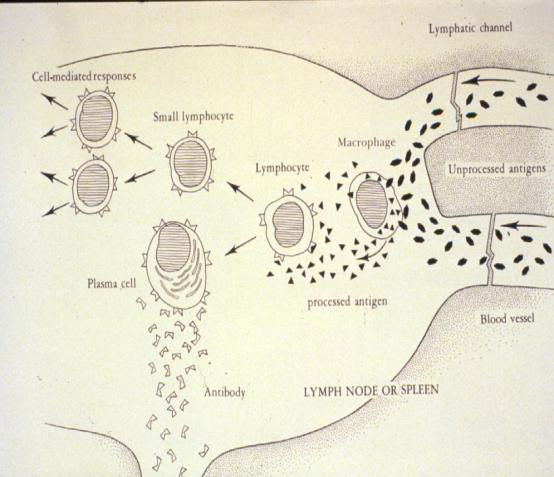 Lymphatic channel
Cell-mediated responses
Small lymphocyte
Macrophage
Lymphocyte
Unprocessed antigens
Plasma cell
processed antigen
Blood vessel
Antibody
LYMPH NODE OR SPLEEN